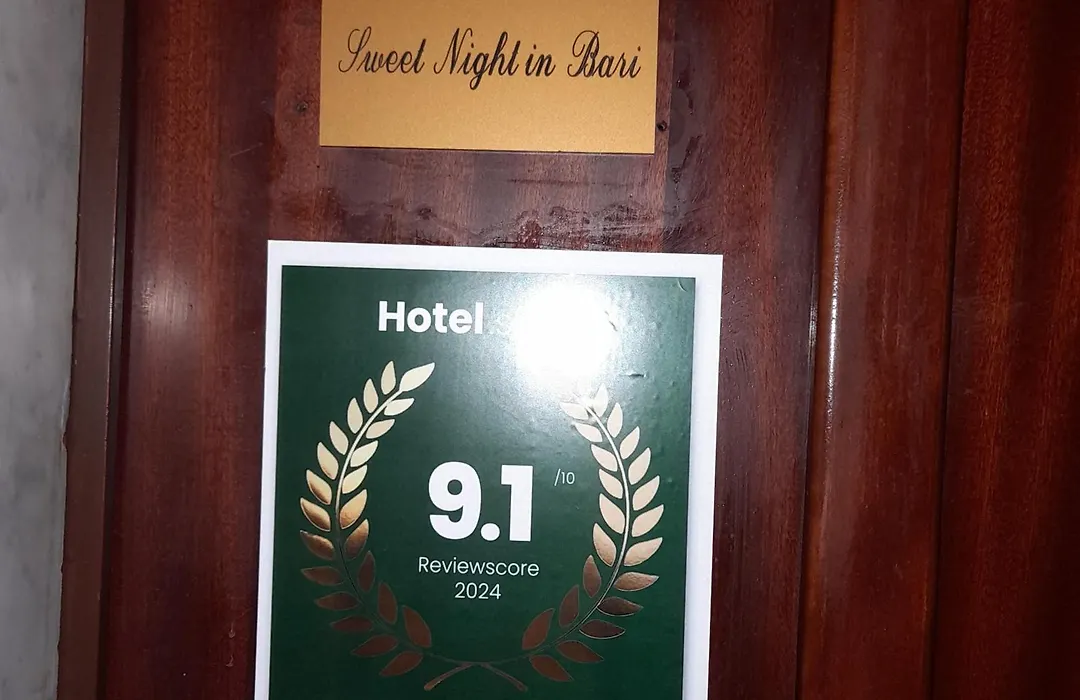 Sweet Night in Bari
Hotel
9.1 /10
Reviewscore
2024